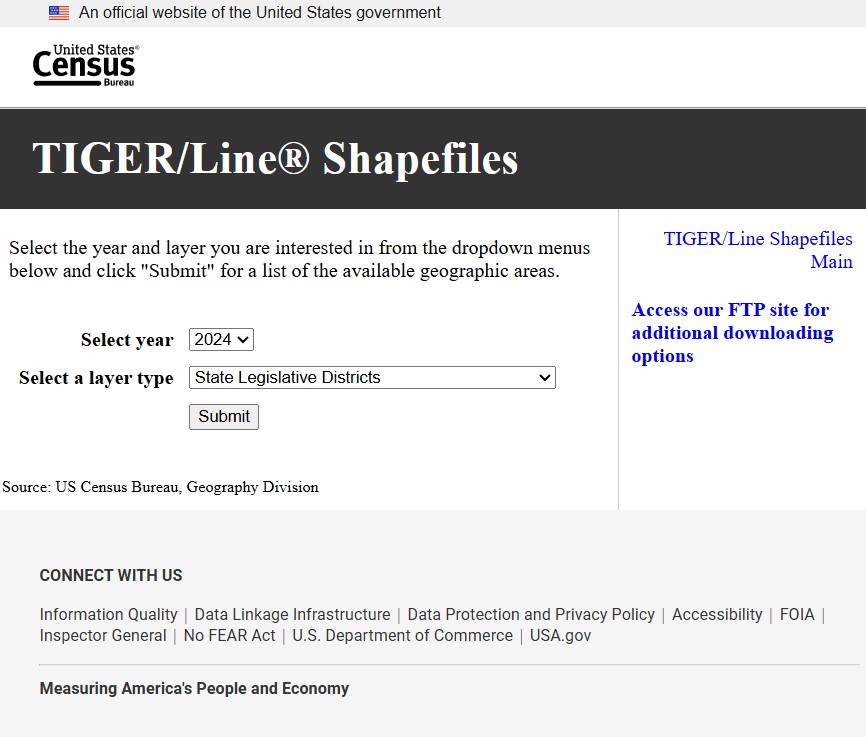 An official website of the United States government
United States®
Census
Bureau
TIGER/Line® Shapefiles
Select the year and layer you are interested in from the dropdown menus
below and click "Submit" for a list of the available geographic areas.
Select year 2024
Select a layer type State Legislative Districts
Submit
Source: US Census Bureau, Geography Division
TIGER/Line Shapefiles
Main
Access our FTP site for
additional downloading
options
CONNECT WITH US
Information Quality | Data Linkage Infrastructure | Data Protection and Privacy Policy | Accessibility | FOIA |
Inspector General | No FEAR Act | U.S. Department of Commerce | USA.gov
Measuring America's People and Economy